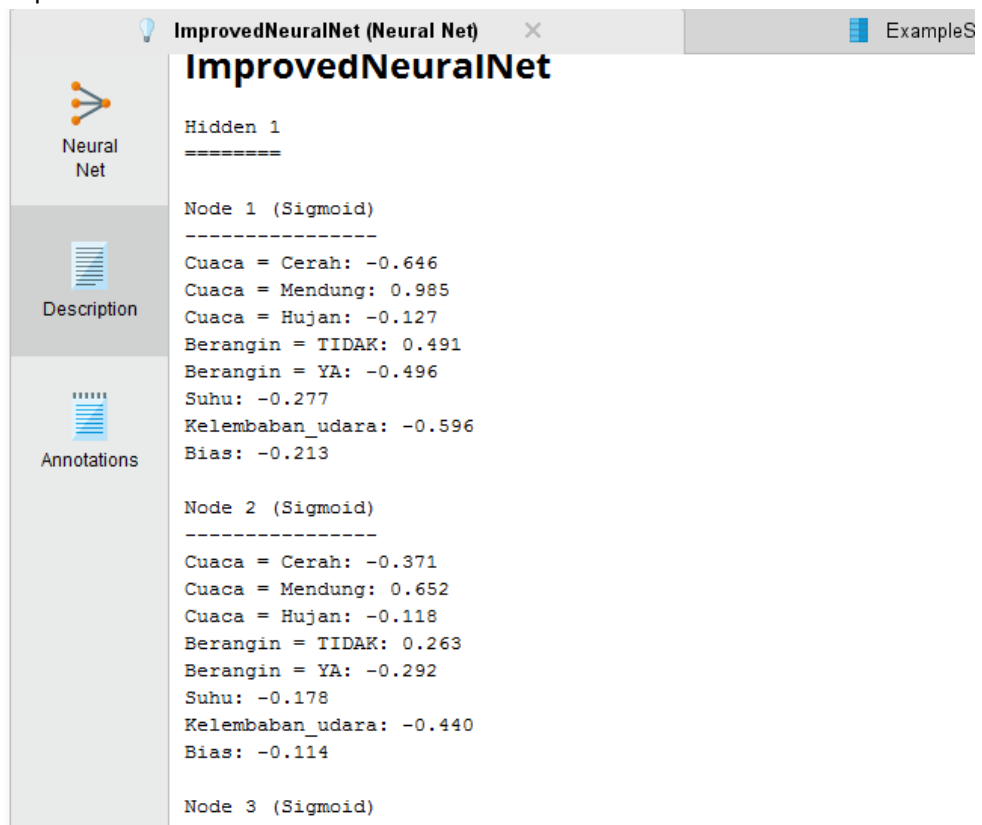 ImprovedNeuralNet (Neural Net)
ExampleS
ImprovedNeuralNet
Neural
Net
Description
Annotations
Hidden 1
========
Node 1 (Sigmoid)
----------------
Cuaca = Cerah: -0.646
Cuaca = Mendung: 0.985
Cuaca = Hujan: -0.127
Berangin = TIDAK: 0.491
Berangin = YA: -0.496
Suhu: -0.277
Kelembaban_udara: -0.596
Bias: -0.213
Node 2 (Sigmoid)
----------------
Cuaca = Cerah: -0.371
Cuaca = Mendung: 0.652
Cuaca = Hujan: -0.118
Berangin = TIDAK: 0.263
Berangin = YA: -0.292
Suhu: -0.178
Kelembaban_udara: -0.440
Bias: -0.114
Node 3 (Sigmoid)